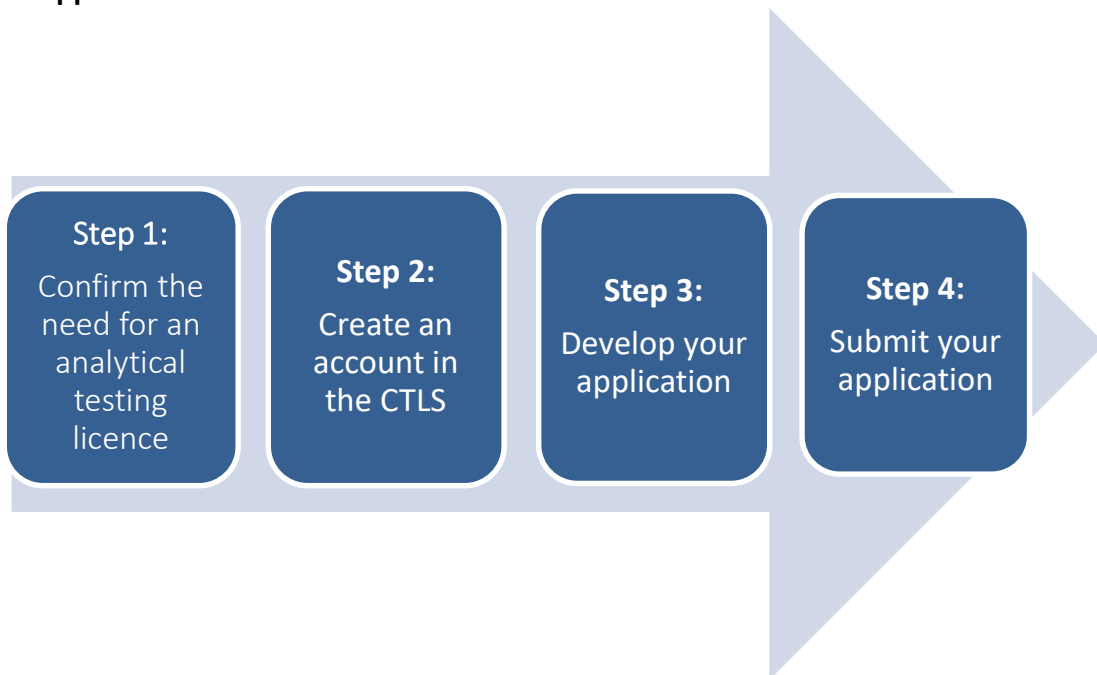 Step 1:
Confirm the
need for an
analytical
testing
licence
Step 2:
Create an
account in
the CTLS
Step 3:
Develop your
application
Step 4:
Submit your
application